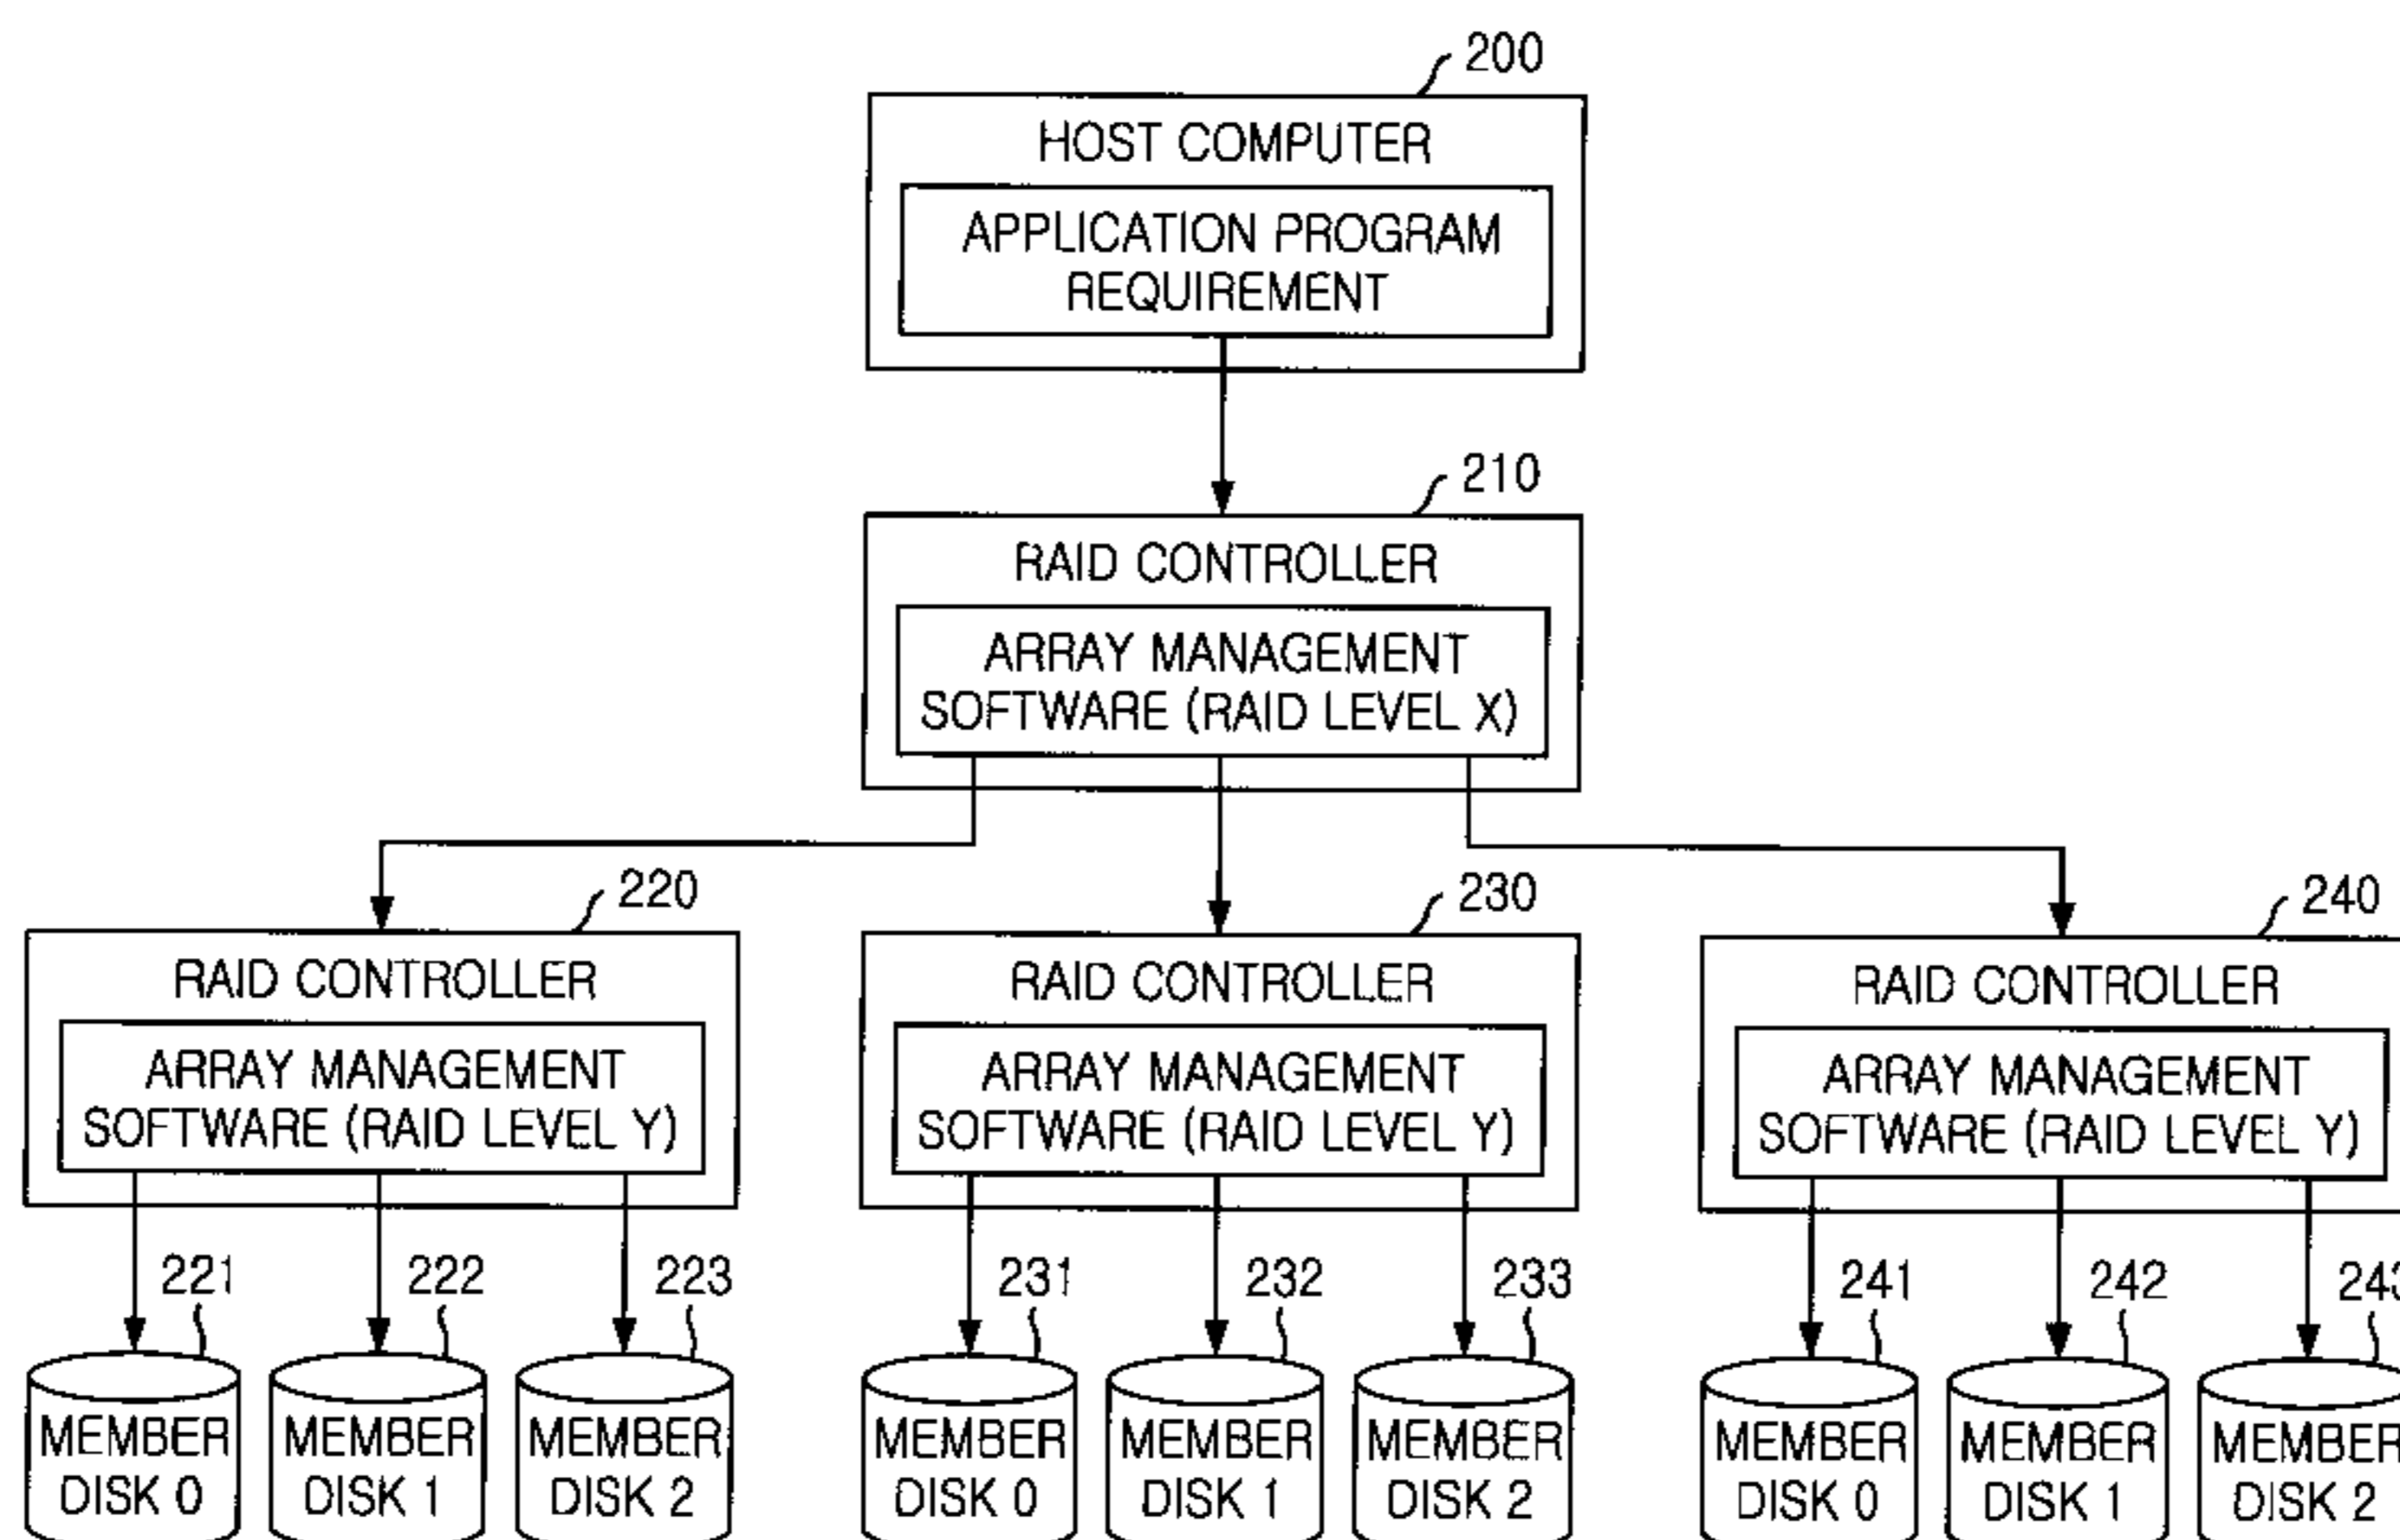 200
HOST COMPUTER
APPLICATION PROGRAM
REQUIREMENT
210
RAID CONTROLLER
ARRAY MANAGEMENT
SOFTWARE (RAID LEVEL X)
220
RAID CONTROLLER
ARRAY MANAGEMENT
SOFTWARE (RAID LEVEL Y)
230
RAID CONTROLLER
ARRAY MANAGEMENT
SOFTWARE (RAID LEVEL Y)
240
RAID CONTROLLER
ARRAY MANAGEMENT
SOFTWARE (RAID LEVEL Y)
221
MEMBER
DISK 0
222
MEMBER
DISK 1
223
MEMBER
DISK 2
231
MEMBER
DISK 0
232
MEMBER
DISK 1
233
MEMBER
DISK 2
241
MEMBER
DISK 0
242
MEMBER
DISK 1
243
MEMBER
DISK 2